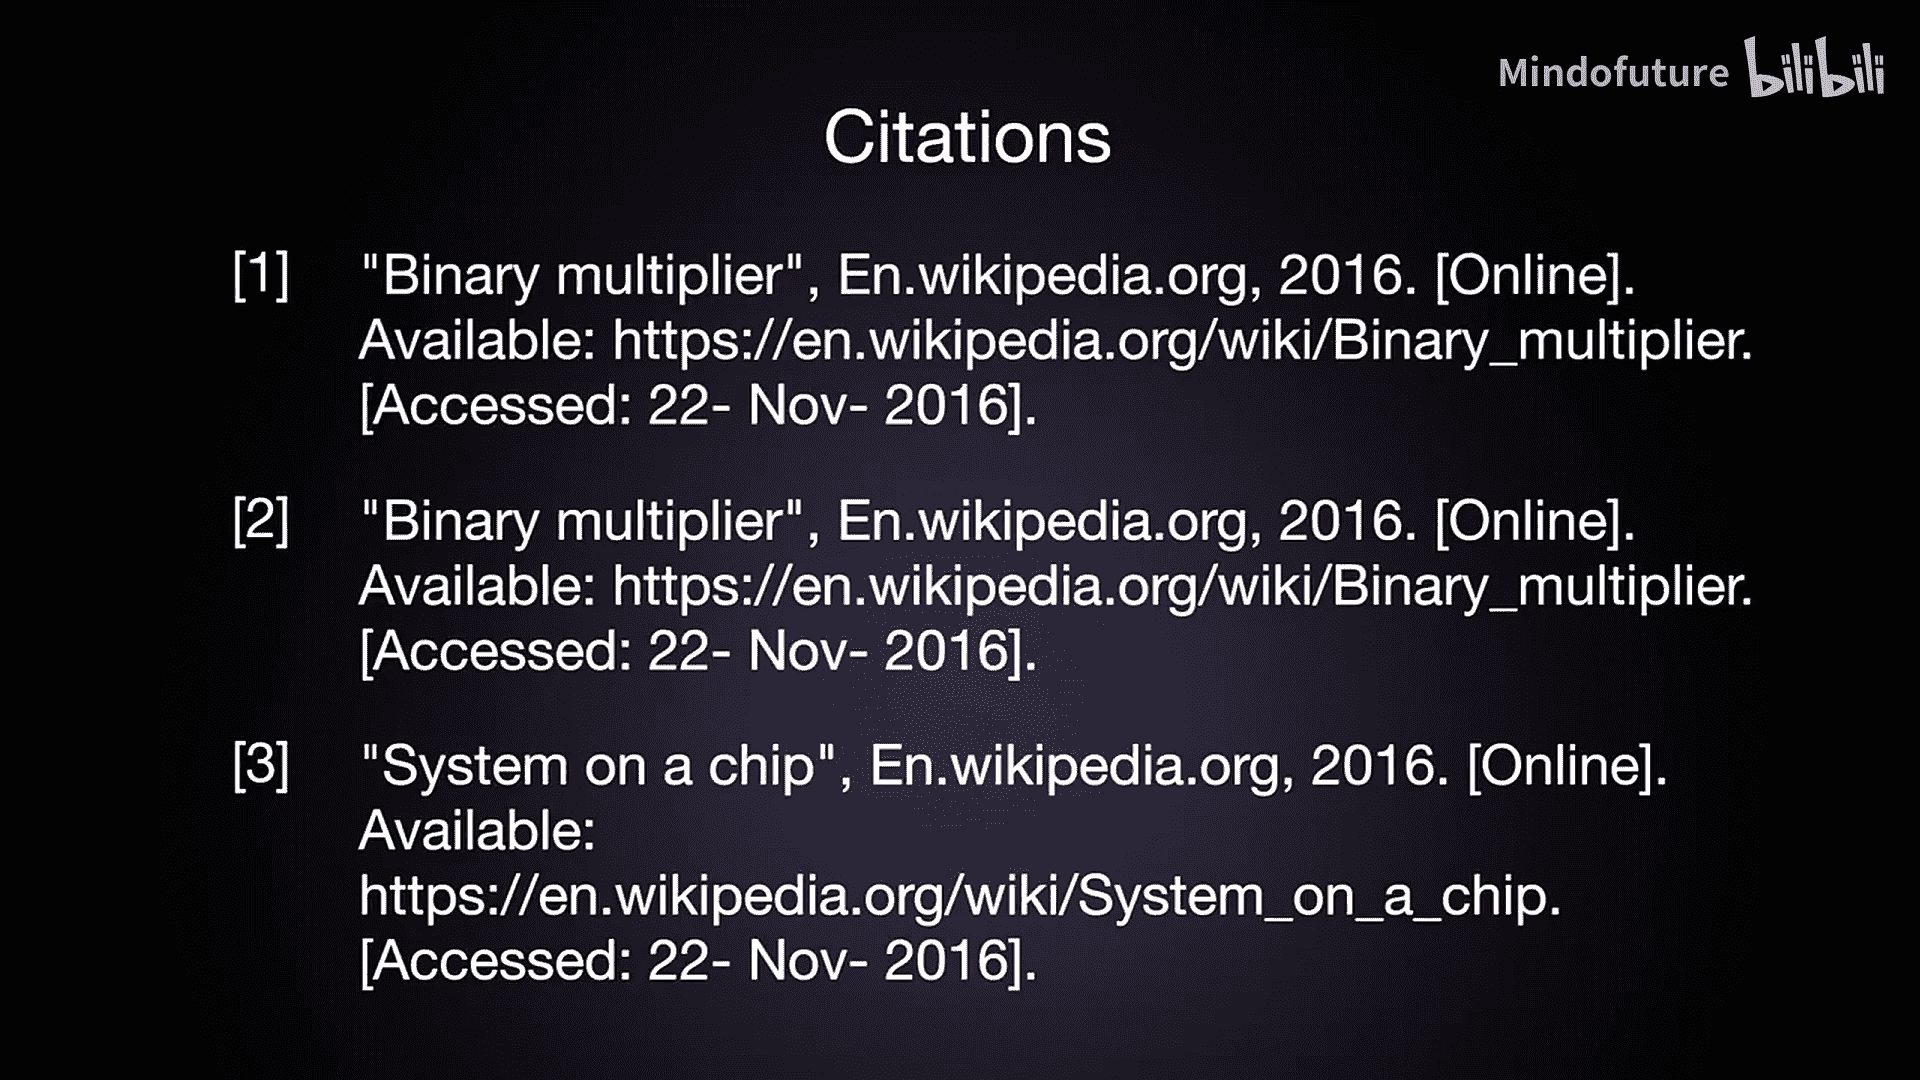 Mindofuture bilibili
Citations
[1] "Binary multiplier", En.wikipedia.org, 2016. [Online].
Available: https://en.wikipedia.org/wiki/Binary_multiplier.
[Accessed: 22- Nov- 2016].
[2] "Binary multiplier", En.wikipedia.org, 2016. [Online].
Available: https://en.wikipedia.org/wiki/Binary_multiplier.
[Accessed: 22- Nov- 2016].
[3] "System on a chip", En.wikipedia.org, 2016. [Online].
Available:
https://en.wikipedia.org/wiki/System_on_a_chip.
[Accessed: 22- Nov- 2016].